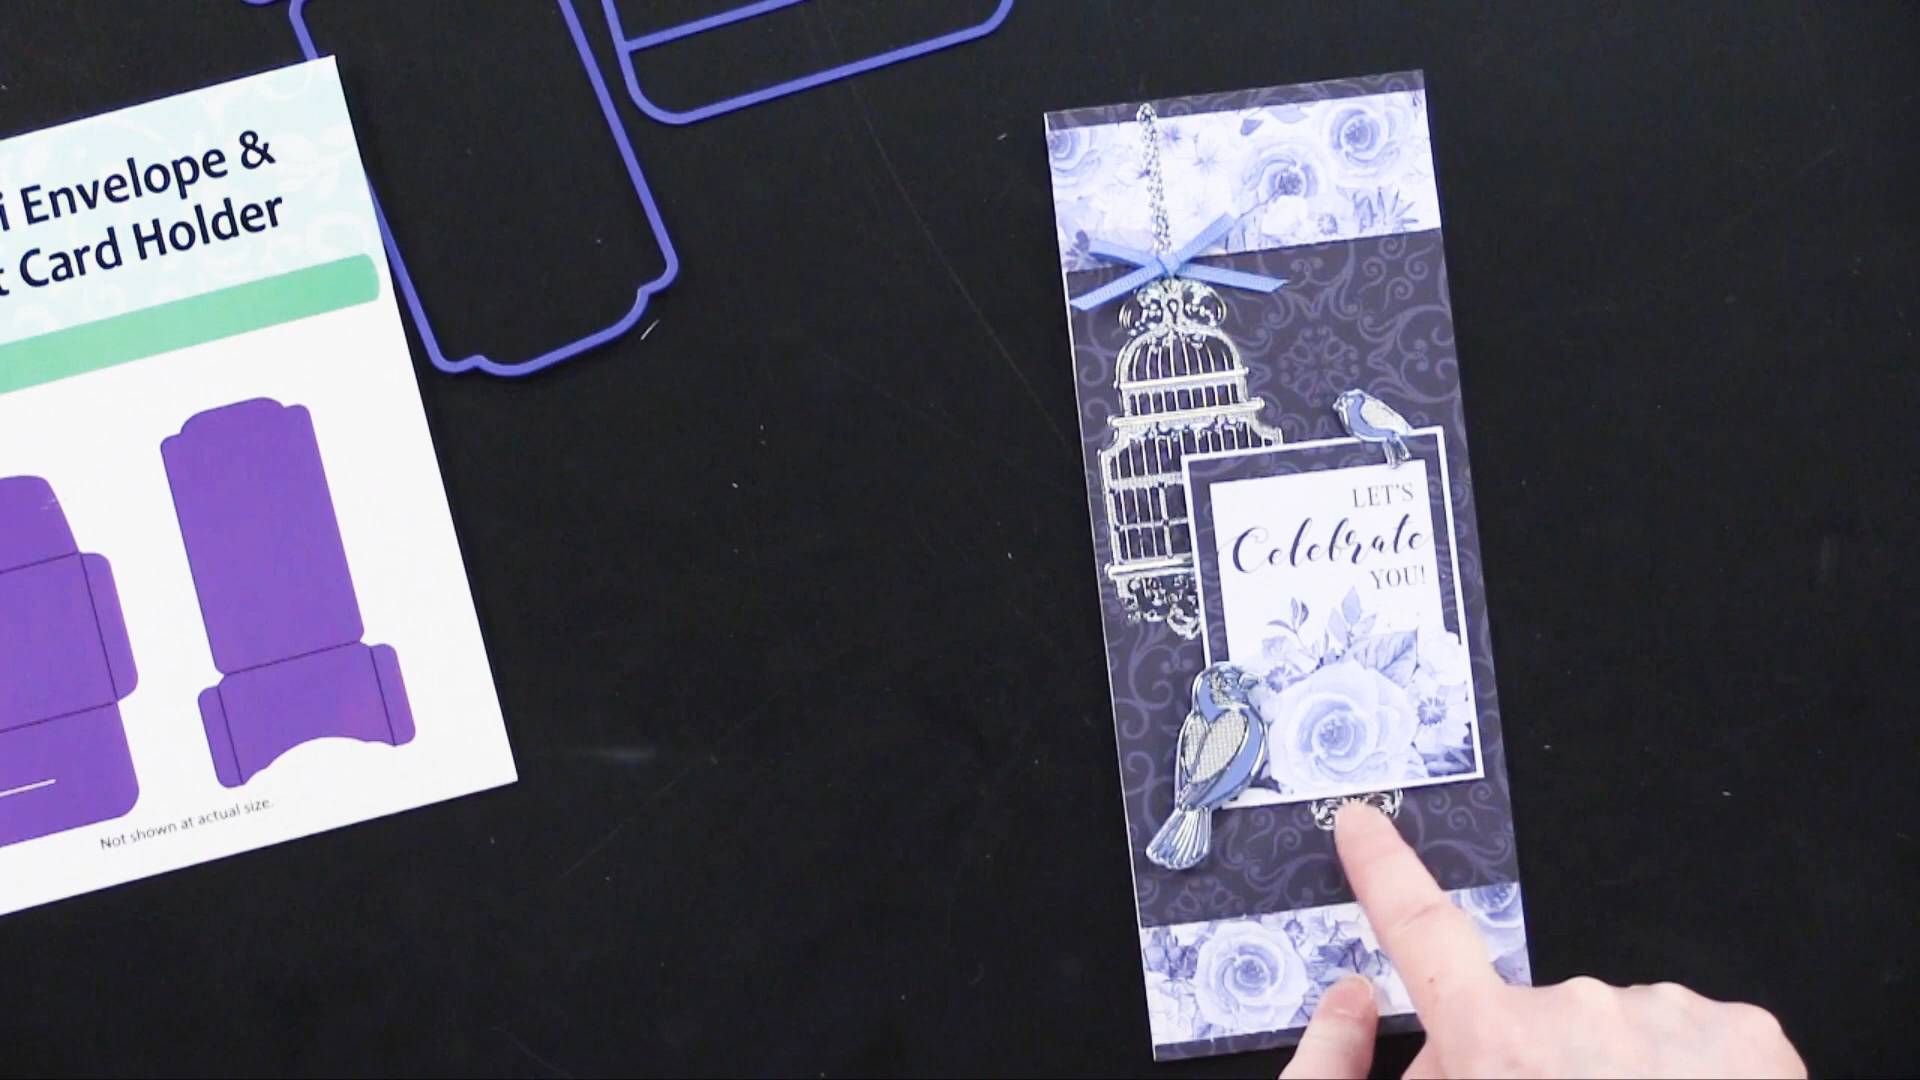 i Envelope &
t Card Holder
Not shown at actual size.
LET'S
Celebrate
YOU!